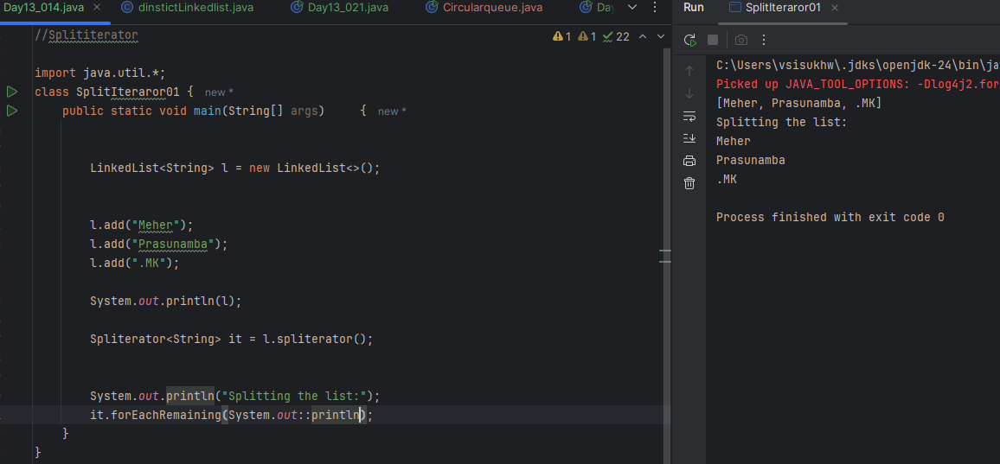 Day13_014.java dinstictLinkedlist.java Day13_021.java Circularqueue.java Day
Run SplitIteraror01
//Splititerator
1 1 22
import java.util.*;
class SplitIteraror01 { new *
public static void main(String[] args) { new *
LinkedList<String> l = new LinkedList<>();
l.add("Meher");
l.add("Prasunamba");
l.add(".MK");
System.out.println(l);
Spliterator<String> it = l.spliterator();
System.out.println("Splitting the list:");
it.forEachRemaining(System.out::println);
}
}
C:\Users\vsisukhw\.jdks\openjdk-24\bin\ja
Picked up JAVA_TOOL_OPTIONS: -Dlog4j2.for
[Meher, Prasunamba, .MK]
Splitting the list:
Meher
Prasunamba
.MK
Process finished with exit code 0